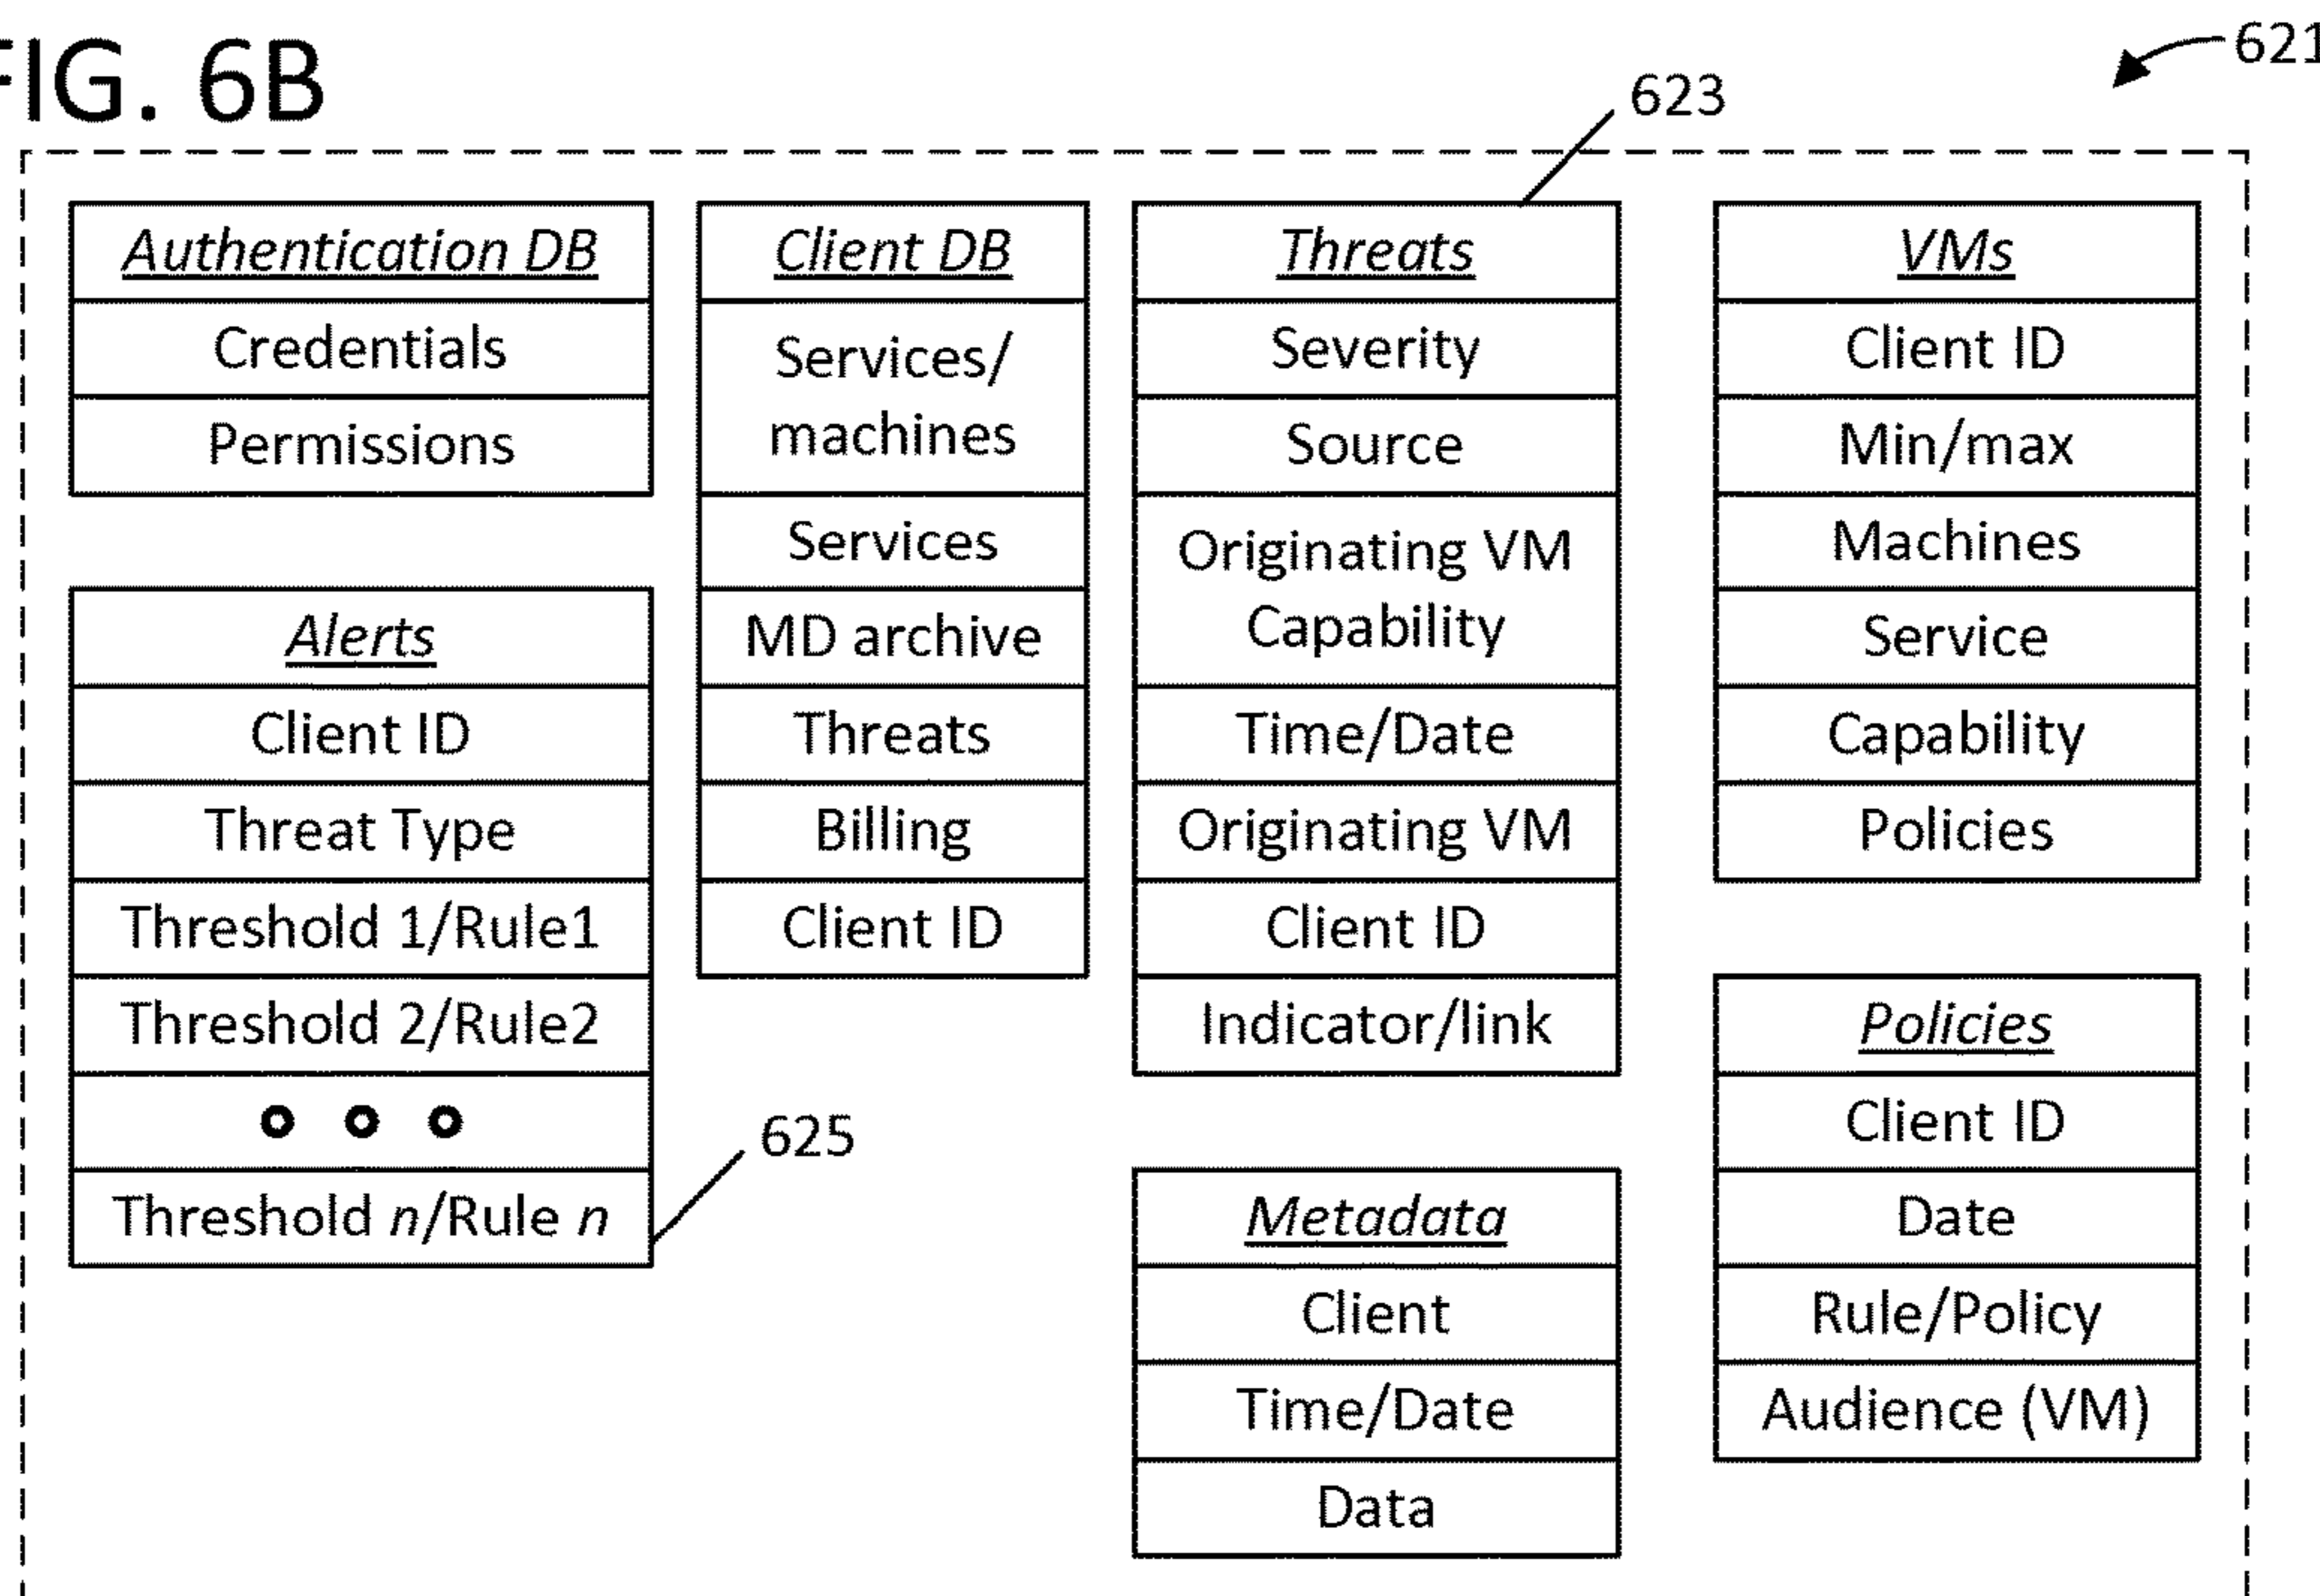 FIG. 6B
621
623
Authentication DB
Credentials
Permissions
Alerts
Client ID
Threat Type
Threshold 1/Rule1
Threshold 2/Rule2
Threshold n/Rule n
625
Client DB
Services/
machines
Services
MD archive
Threats
Billing
Client ID
Threats
Severity
Source
Originating VM
Capability
Time/Date
Originating VM
Client ID
Indicator/link
Metadata
Client
Time/Date
Data
VMs
Client ID
Min/max
Machines
Service
Capability
Policies
Policies
Client ID
Date
Rule/Policy
Audience (VM)